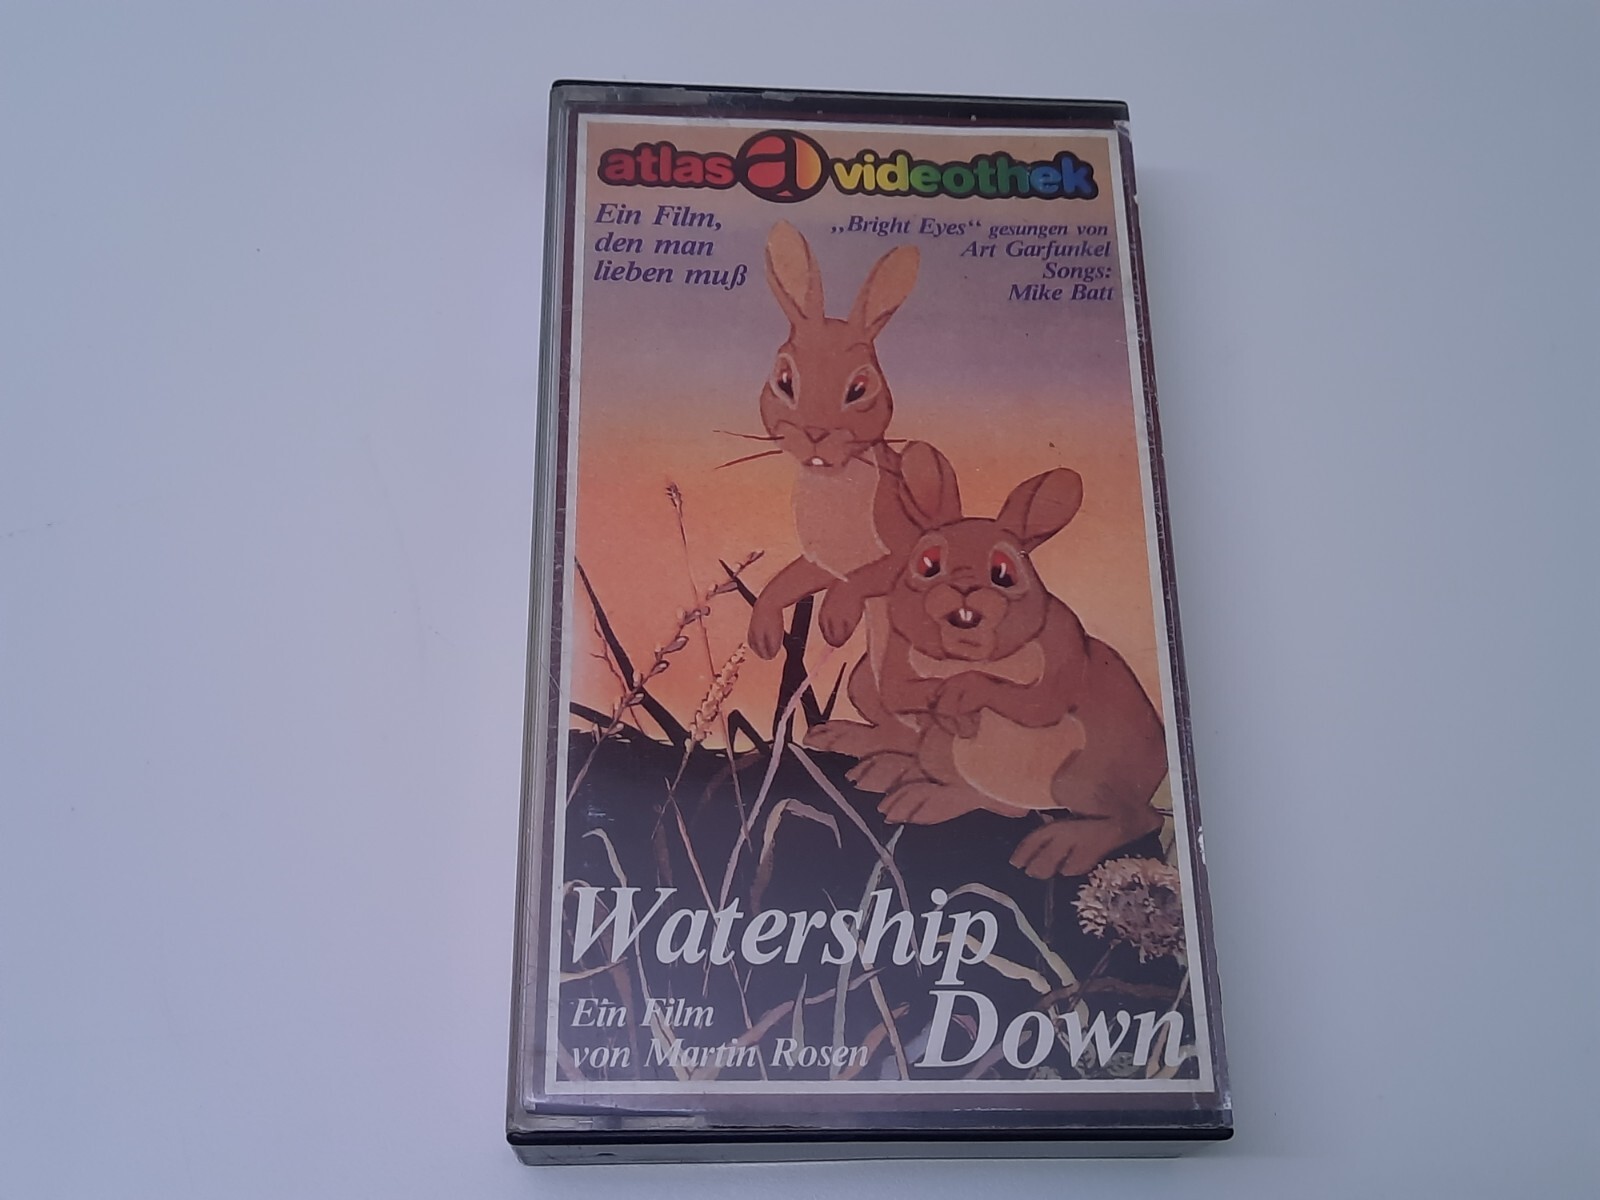 atlas a videothek
Ein Film,
den man
lieben muß
„Bright Eyes“ gesungen von
Art Garfunkel
Songs:
Mike Batt
Watership
Down
Ein Film
von Martin Rosen